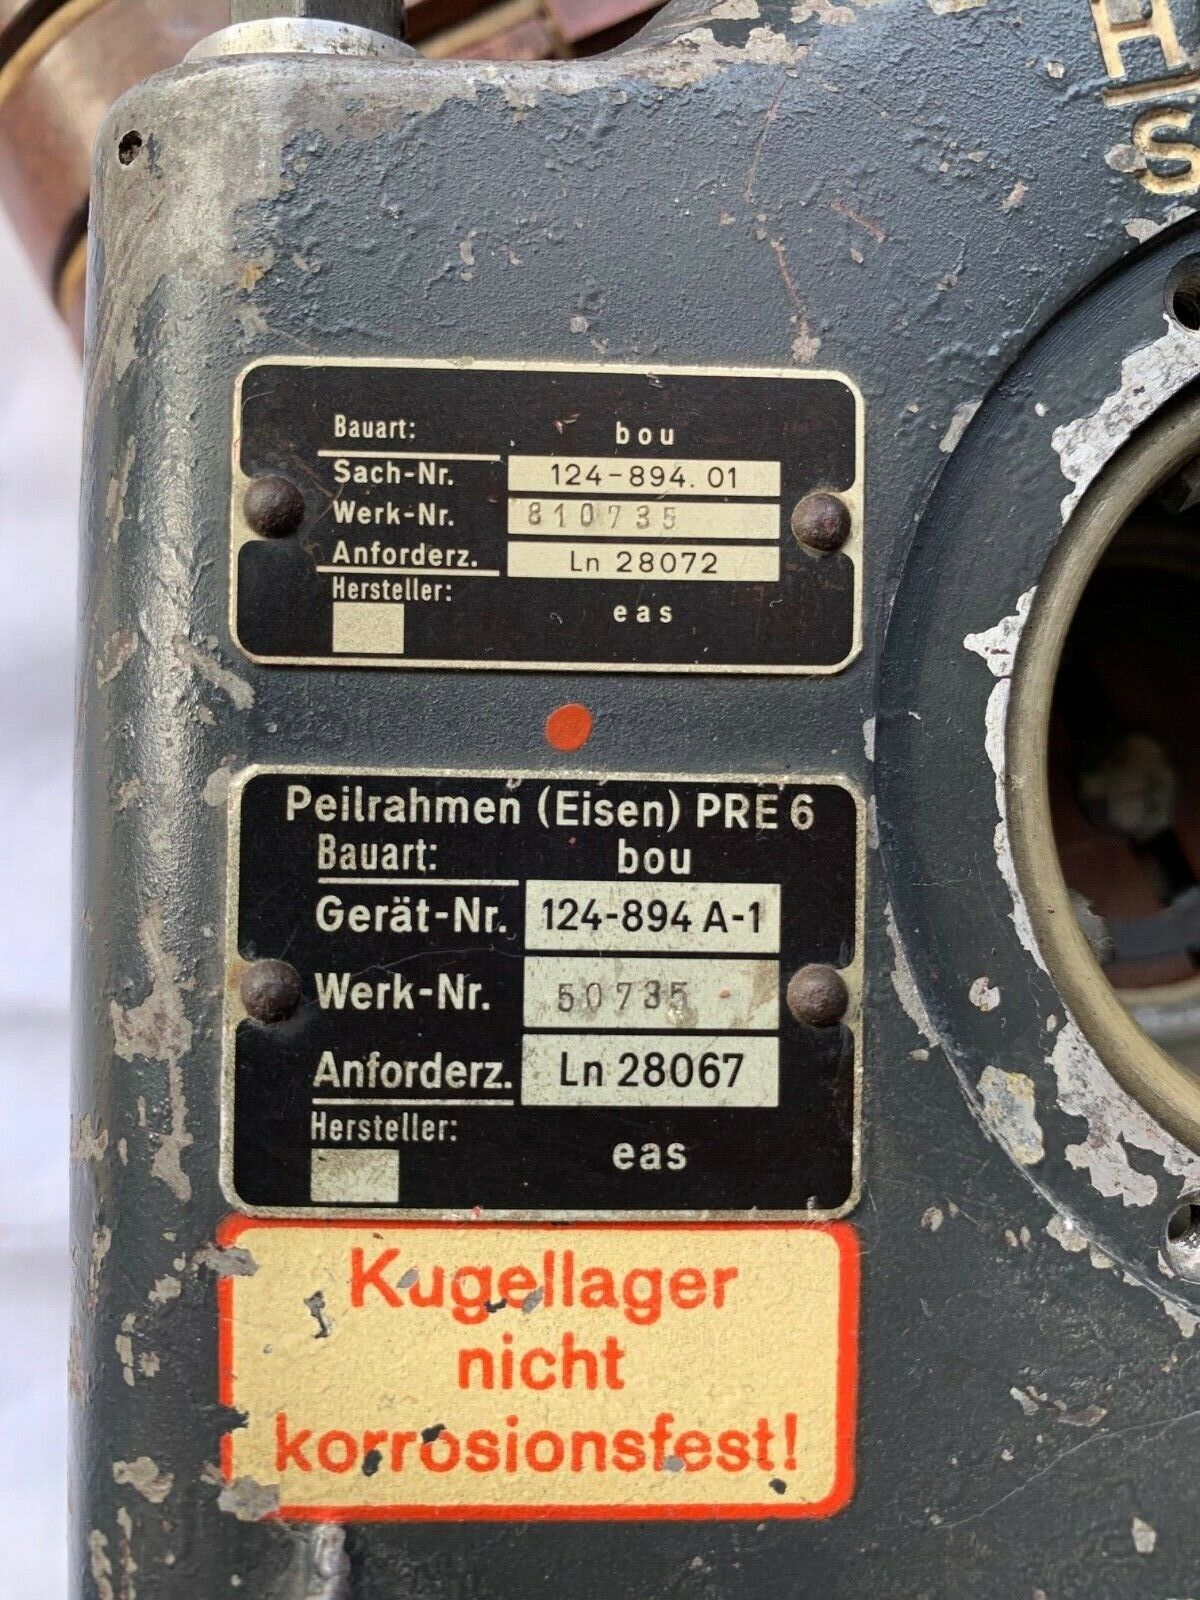 H
S
Bauart: bou
Sach-Nr. 124-894.01
Werk-Nr. 810735
Anforderz. Ln 28072
Hersteller: eas
Peilrahmen (Eisen) PRE 6
Bauart: bou
Gerät-Nr. 124-894 A-1
Werk-Nr. 50735
Anforderz. Ln 28067
Hersteller: eas
Kugellager
nicht
korrosionsfest!